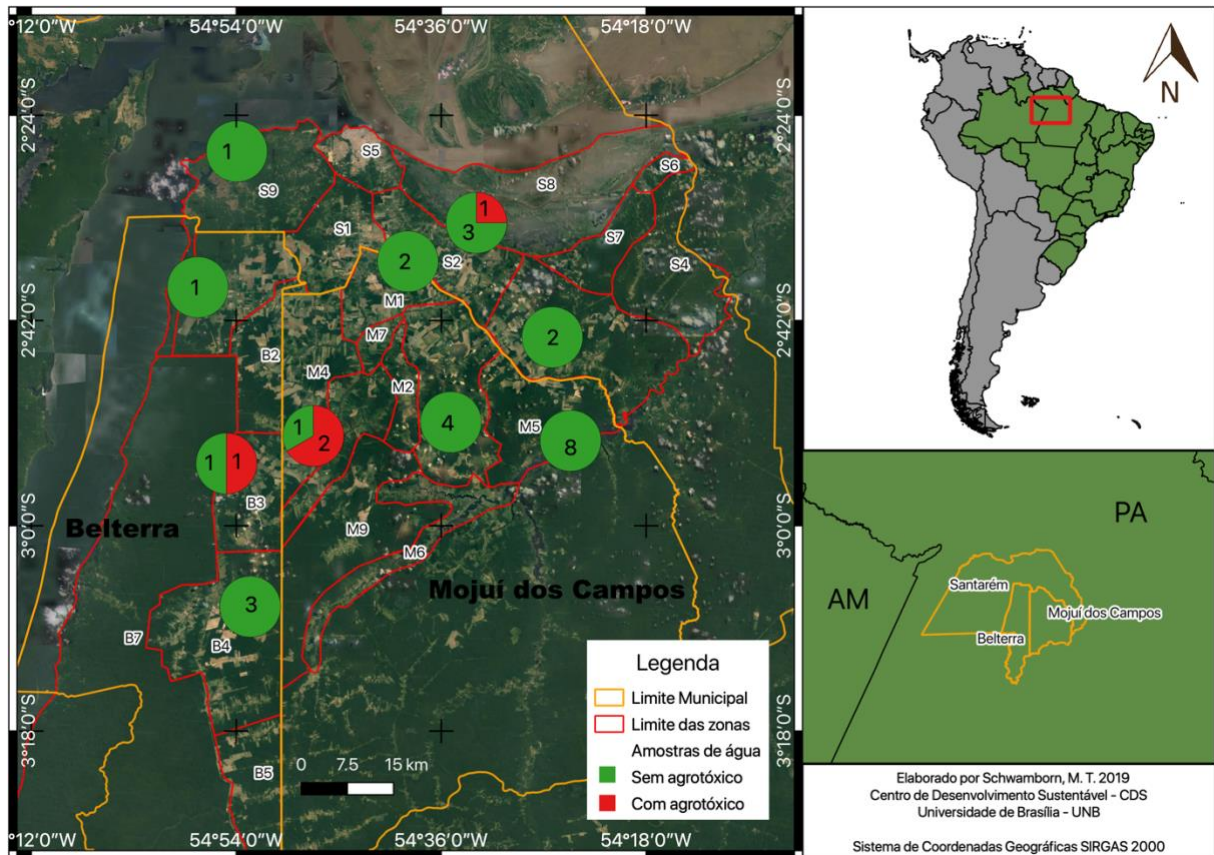 °12'0"W
54°54'0"W
54°36'0"W
54°18'0"W
2°24'0"S
2°24'0"S
2°42'0"S
2°42'0"S
3°0'0"S
3°0'0"S
3°18'0"S
3°18'0"S
1
S9
S5
S8
S6
S1
1
3
S7
S4
2
S2
1
M1
M7
2
B2
M4
M2
4
M5
8
1
2
1
1
B3
Belterra
M9
M6
Mojuí dos Campos
3
B7
B4
B5
0
7.5
15 km
Legenda
Limite Municipal
Limite das zonas
Amostras de água
Sem agrotóxico
Com agrotóxico
°12'0"W
54°54'0"W
54°36'0"W
54°18'0"W
N
PA
AM
Santarém
Mojuí dos Campos
Belterra
Elaborado por Schwamborn, M. T. 2019
Centro de Desenvolvimento Sustentável - CDS
Universidade de Brasília - UNB
Sistema de Coordenadas Geográficas SIRGAS 2000